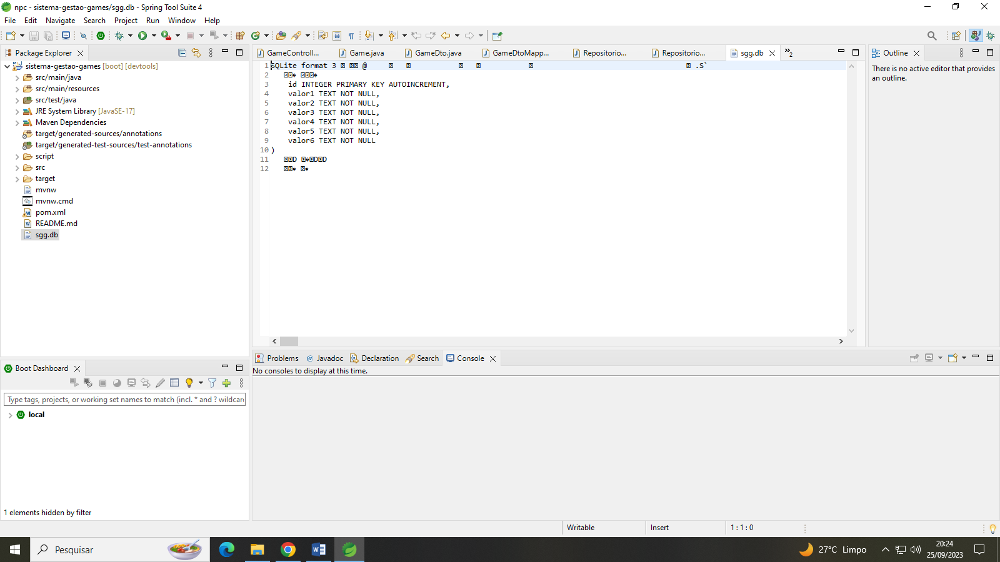 npc - sistema-gestao-games/sgg.db - Spring Tool Suite 4
File Edit Navigate Search Project Run Window Help
Package Explorer
sistema-gestao-games [boot] [devtools]
src/main/java
src/main/resources
src/test/java
JRE System Library [JavaSE-17]
Maven Dependencies
target/generated-sources/annotations
target/generated-test-sources/test-annotations
script
src
target
mvnw
mvnw.cmd
pom.xml
README.md
sgg.db
GameControll... Game.java GameDto.java GameDtoMapp... Repositorio... Repositorio... sgg.db »2
1 SQLite format 3 @ .S`
2
3 id INTEGER PRIMARY KEY AUTOINCREMENT,
4 valor1 TEXT NOT NULL,
5 valor2 TEXT NOT NULL,
6 valor3 TEXT NOT NULL,
7 valor4 TEXT NOT NULL,
8 valor5 TEXT NOT NULL,
9 valor6 TEXT NOT NULL
10 )
11 D D D
12
Outline
There is no active editor that provides
an outline.
Boot Dashboard
Type tags, projects, or working set names to match (incl. * and ? wildcar
local
1 elements hidden by filter
Problems @ Javadoc Declaration Search Console
No consoles to display at this time.
Writable Insert 1 : 1 : 0
Pesquisar
27°C Limpo
20:24
25/09/2023